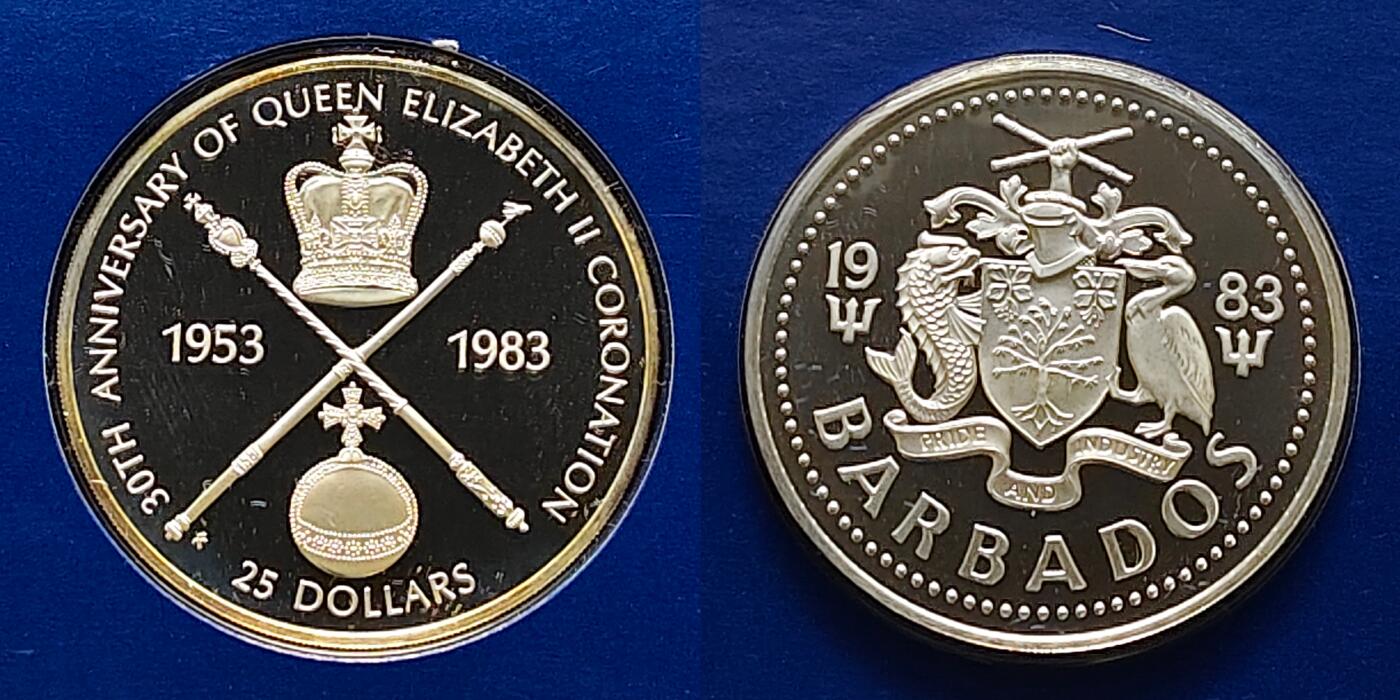 30TH ANNIVERSARY OF QUEEN ELIZABETH II CORONATION
1953
1983
25 DOLLARS
19 83
PRIDE AND INDUSTRY
BARBADOS